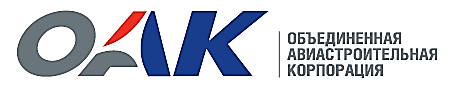 ОАК
ОБЪЕДИНЕННАЯ
АВИАСТРОИТЕЛЬНАЯ
КОРПОРАЦИЯ